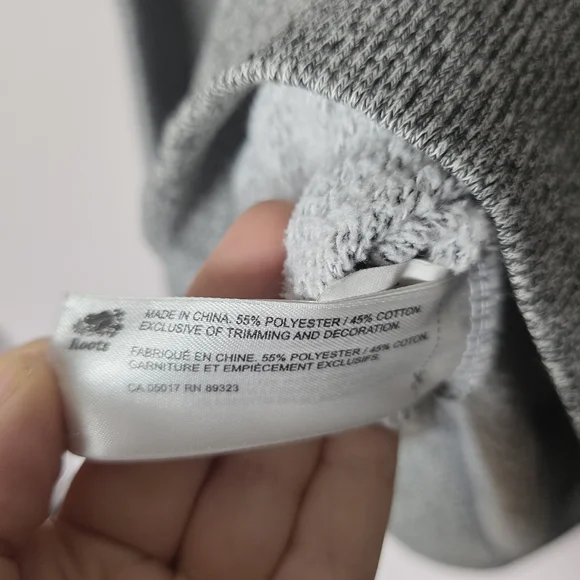 Roots
MADE IN CHINA. 55% POLYESTER / 45% COTTON.
EXCLUSIVE OF TRIMMING AND DECORATION.
FABRIQUÉ EN CHINE. 55% POLYESTER / 45% COTON.
CARNITURE ET EMPIÈCEMENT EXCLUSIFS.
CA 05017 RN 89323